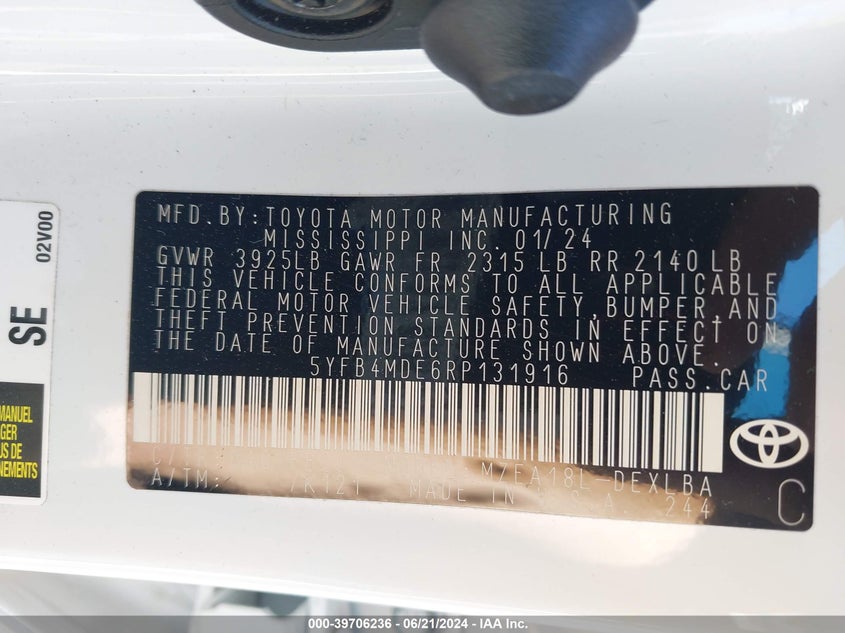 MFD. BY: TOYOTA MOTOR MANUFACTURING
MISSISSIPPI INC. 01/24
GVWR 3925LB GAWR FR 2315 LB RR 2140 LB
THIS VEHICLE CONFORMS TO ALL APPLICABLE
FEDERAL MOTOR VEHICLE SAFETY, BUMPER, AND
THEFT PREVENTION STANDARDS IN EFFECT ON
THE DATE OF MANUFACTURE SHOWN ABOVE.
5YFB4MDE6RP131916 PASS. CAR
MZEA18L-DEXLBA
A/TM: /K121 MADE IN U.S.A. 244
C
SE
02V00
MANUEL
GER
US DE
NEMENTS
000-39706236 - 06/21/2024 - IAA Inc.